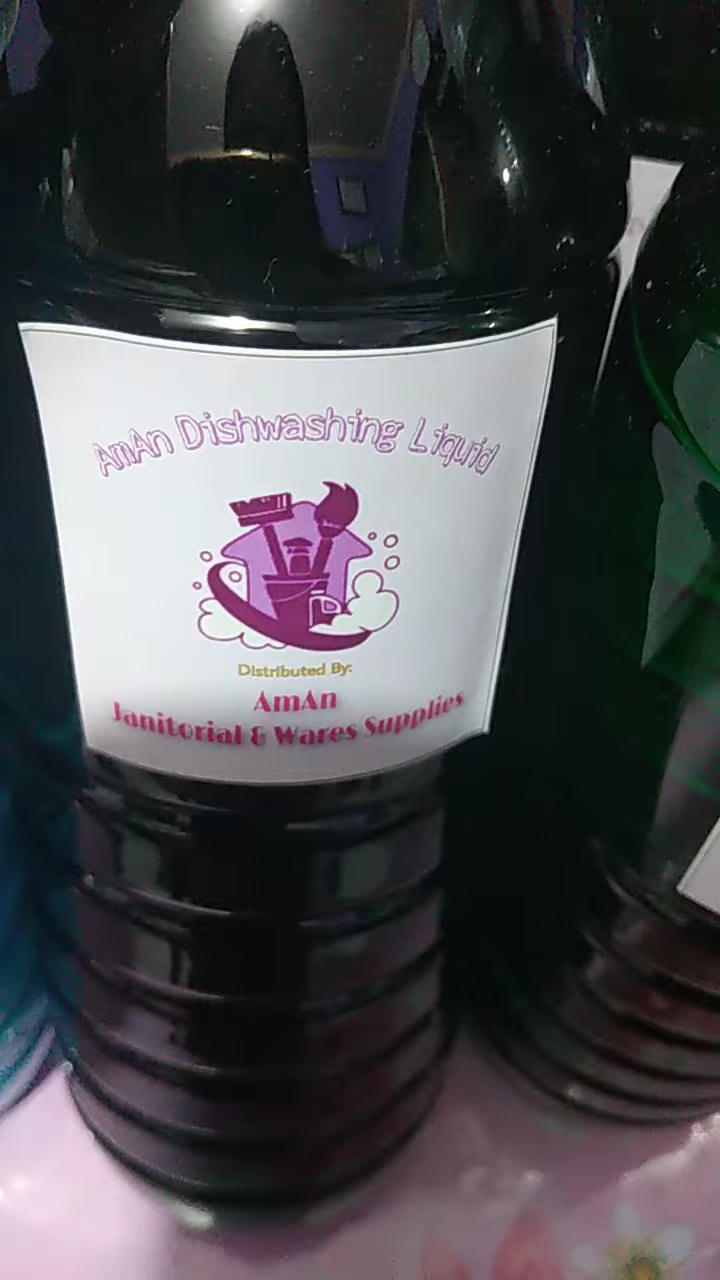 AmAn Dishwashing Liquid
Distributed By:
AmAn
Janitorial & Wares Supplies